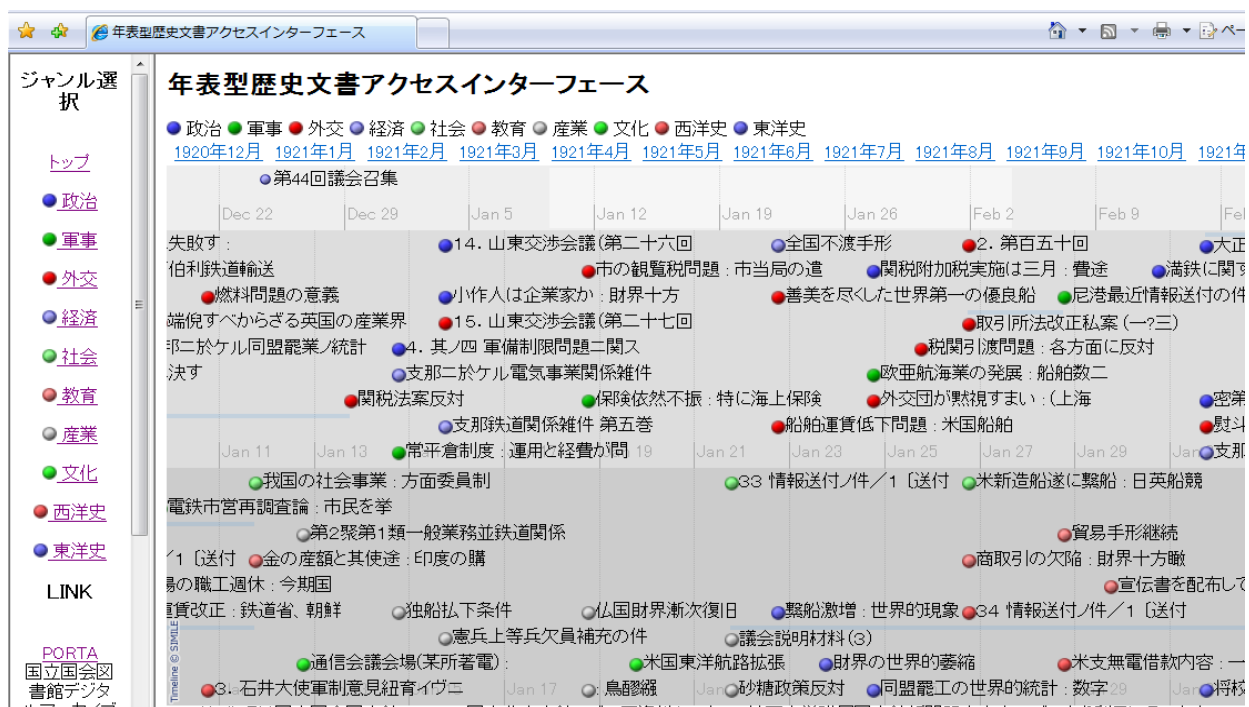 年表型歴史文書アクセスインターフェース
ペー
ジャンル選
択
トップ
政治
軍事
外交
経済
社会
教育
産業
文化
西洋史
東洋史
LINK
PORTA
国立国会図
書館デジタ
年表型歴史文書アクセスインターフェース
政治 軍事 外交 経済 社会 教育 産業 文化 西洋史 東洋史
1920年12月 1921年1月 1921年2月 1921年3月 1921年4月 1921年5月 1921年6月 1921年7月 1921年8月 1921年9月 1921年10月 1921年
第44回議会召集
Dec 22 Dec 29 Jan 5 Jan 12 Jan 19 Jan 26 Feb 2 Feb 9
失敗す : 14. 山東交渉会議(第二十六回 全国不渡手形 2. 第百五十回 大正
伯利鉄道輸送 市の観覧税問題 : 市当局の遣 関税附加税実施は三月 : 費途 満鉄に関す
燃料問題の意義 小作人は企業家か : 財界十方 善美を尽くした世界第一の優良船 尼港最近情報送付の件
端倪すべからざる英国の産業界 15. 山東交渉会議(第二十七回 取引所法改正私案 (一?三)
二於ケル同盟罷業ノ統計 4. 其ノ四 軍備制限問題二関ス 税関引渡問題 : 各方面に反対
決す 支那二於ケル電気事業関係雑件 欧亜航海業の発展 : 船舶数二
関税法案反対 保険依然不振 : 特に海上保険 外交団が黙視すまい : (上海 密第
支那鉄道関係雑件 第五巻 船舶運賃低下問題 : 米国船舶 熨斗
Jan 11 Jan 13 常平倉制度 : 運用と経費が問 19 Jan 21 Jan 23 Jan 25 Jan 27 Jan 29 支那
我国の社会事業 : 方面委員制 33 情報送付ノ件/1〔送付 米新造船遂に繋船 : 日英船競
電鉄市営再調査論 : 市民を挙
第2聚第1類一般業務並鉄道関係 貿易手形継続
/1〔送付 金の産額と其使途 : 印度の購 商取引の欠陥 : 財界十方瞰
の職工週休 : 今期国 宣伝書を配布して
賃改正 : 鉄道省、朝鮮 独船払下条件 仏国財界漸次復旧 繋船激増 : 世界的現象 34 情報送付ノ件/1〔送付
憲兵上等兵欠員補充の件 議会説明材料(3)
通信会議会場(某所着電) : 米国東洋航路拡張 財界の世界的萎縮 米支無電借款内容 : 一
3. 石井大使軍制意見紐育イヴニ Jan 17 砂糖政策反対 同盟罷工の世界的統計 : 数字 29 将校
Timeline © SIMILE